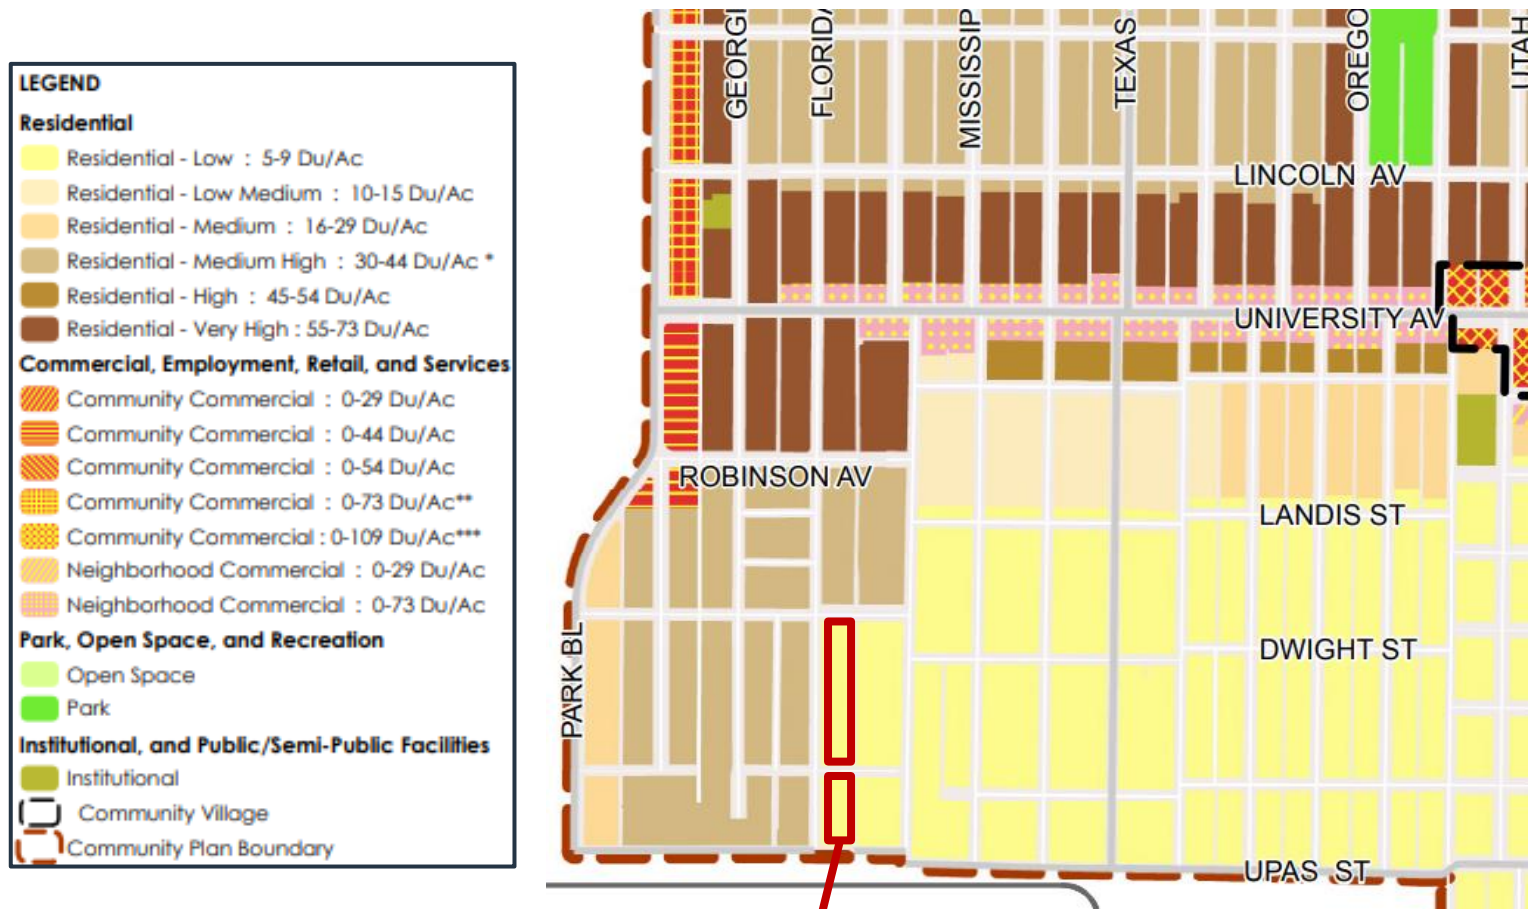 LEGEND
Residential
Residential - Low : 5-9 Du/Ac
Residential - Low Medium : 10-15 Du/Ac
Residential - Medium : 16-29 Du/Ac
Residential - Medium High : 30-44 Du/Ac *
Residential - High : 45-54 Du/Ac
Residential - Very High : 55-73 Du/Ac
Commercial, Employment, Retail, and Services
Community Commercial : 0-29 Du/Ac
Community Commercial : 0-44 Du/Ac
Community Commercial : 0-54 Du/Ac
Community Commercial : 0-73 Du/Ac**
Community Commercial : 0-109 Du/Ac***
Neighborhood Commercial : 0-29 Du/Ac
Neighborhood Commercial : 0-73 Du/Ac
Park, Open Space, and Recreation
Open Space
Park
Institutional, and Public/Semi-Public Facilities
Institutional
Community Village
Community Plan Boundary
GEORGI
FLORIDA
MISSISSIP
TEXAS
OREGO
UTAH
LINCOLN AV
UNIVERSITY AV
ROBINSON AV
LANDIS ST
DWIGHT ST
PARK BL
UPAS ST